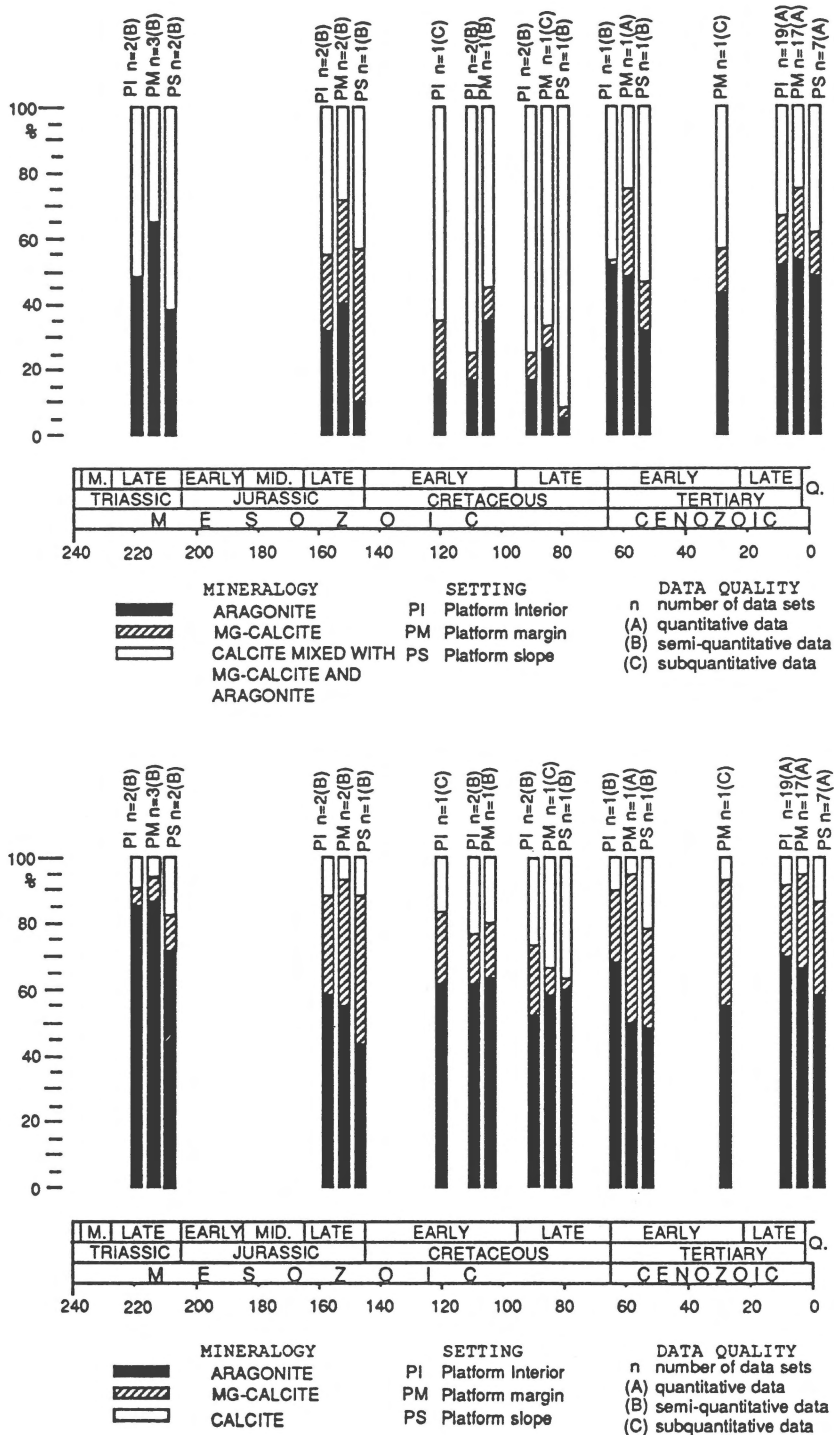 PI n=2(B)
PM n=3(B)
PS n=2(B)
PI n=2(B)
PM n=2(B)
PS n=1(B)
PI n=1(C)
PI n=2(B)
PM n=1(B)
PI n=2(B)
PM n=1(C)
PS n=1(B)
PI n=1(B)
PM n=1(A)
PS n=1(B)
PM n=1(C)
PI n=19(A)
PM n=17(A)
PS n=7(A)
100
%
80
60
40
20
0
M. LATE EARLY MID. LATE EARLY LATE EARLY LATE Q.
TRIASSIC JURASSIC CRETACEOUS TERTIARY
M E S O Z O I C CENOZOIC
240 220 200 180 160 140 120 100 80 60 40 20 0
MINERALOGY SETTING DATA QUALITY
ARAGONITE PI Platform Interior n number of data sets
MG-CALCITE PM Platform margin (A) quantitative data
CALCITE MIXED WITH PS Platform slope (B) semi-quantitative data
MG-CALCITE AND (C) subquantitative data
ARAGONITE
PI n=2(B)
PM n=3(B)
PS n=2(B)
PI n=2(B)
PM n=2(B)
PS n=1(B)
PI n=1(C)
PI n=2(B)
PM n=1(B)
PI n=2(B)
PM n=1(C)
PS n=1(B)
PI n=1(B)
PM n=1(A)
PS n=1(B)
PM n=1(C)
PI n=19(A)
PM n=17(A)
PS n=7(A)
100
%
80
60
40
20
0
M. LATE EARLY MID. LATE EARLY LATE EARLY LATE Q.
TRIASSIC JURASSIC CRETACEOUS TERTIARY
M E S O Z O I C CENOZOIC
240 220 200 180 160 140 120 100 80 60 40 20 0
MINERALOGY SETTING DATA QUALITY
ARAGONITE PI Platform Interior n number of data sets
MG-CALCITE PM Platform margin (A) quantitative data
CALCITE PS Platform slope (B) semi-quantitative data
(C) subquantitative data